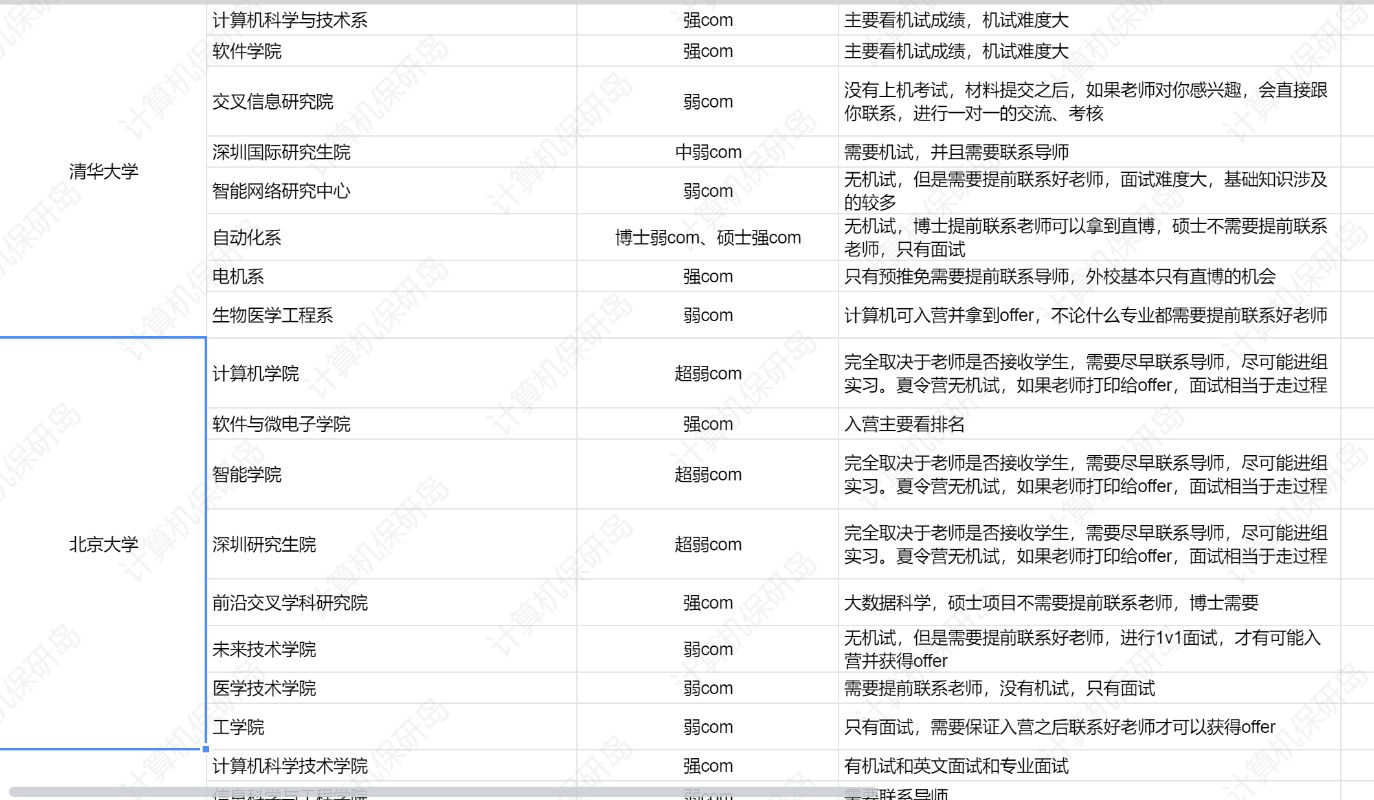 计算机科学与技术系 强com 主要看机试成绩，机试难度大
软件学院 强com 主要看机试成绩，机试难度大
交叉信息研究院 弱com 没有上机考试，材料提交之后，如果老师对你感兴趣，会直接跟
你联系，进行一对一的交流、考核
清华大学
深圳国际研究生院 中弱com 需要机试，并且需要联系导师
智能网络研究中心 弱com 无机试，但是需要提前联系好老师，面试难度大，基础知识涉及
的较多
自动化系 博士弱com、硕士强com 无机试，博士提前联系老师可以拿到直博，硕士不需要提前联系
老师，只有面试
电机系 强com 只有预推免需要提前联系导师，外校基本只有直博的机会
生物医学工程系 弱com 计算机可入营并拿到offer，不论什么专业都需要提前联系好老师
北京大学
计算机学院 超弱com 完全取决于老师是否接收学生，需要尽早联系导师，尽可能进组
实习。夏令营无机试，如果老师打印给offer，面试相当于走过程
软件与微电子学院 强com 入营主要看排名
智能学院 超弱com 完全取决于老师是否接收学生，需要尽早联系导师，尽可能进组
实习。夏令营无机试，如果老师打印给offer，面试相当于走过程
深圳研究生院 超弱com 完全取决于老师是否接收学生，需要尽早联系导师，尽可能进组
实习。夏令营无机试，如果老师打印给offer，面试相当于走过程
前沿交叉学科研究院 强com 大数据科学，硕士项目不需要提前联系老师，博士需要
未来技术学院 弱com 无机试，但是需要提前联系好老师，进行1v1面试，才有可能入
营并获得offer
医学技术学院 弱com 需要提前联系老师，没有机试，只有面试
工学院 弱com 只有面试，需要保证入营之后联系好老师才可以获得offer
计算机科学技术学院 强com 有机试和英文面试和专业面试
信息科学与工程学院 弱com 需要联系导师
计算机保研岛